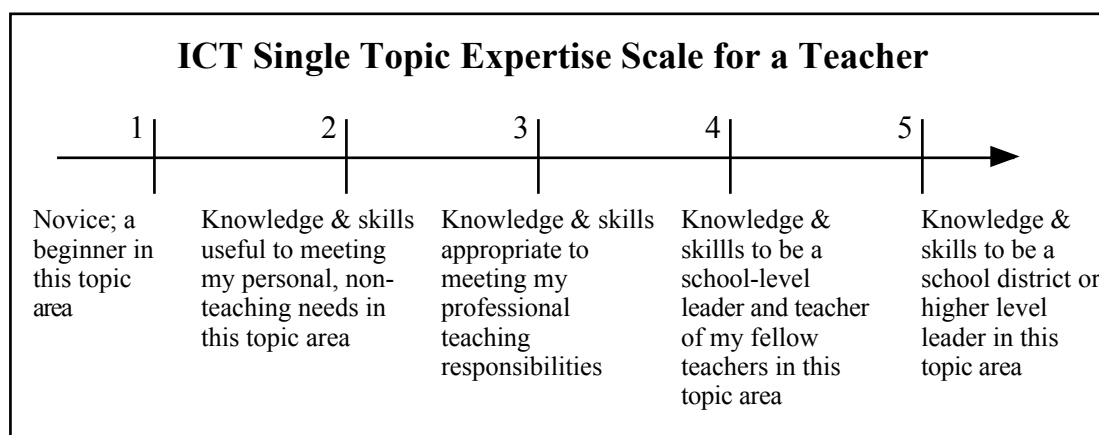 ICT Single Topic Expertise Scale for a Teacher
1
2
3
4
5
Novice; a
beginner in
this topic
area
Knowledge & skills
useful to meeting
my personal, non-
teaching needs in
this topic area
Knowledge & skills
appropriate to
meeting my
professional
teaching
responsibilities
Knowledge &
skillls to be a
school-level
leader and teacher
of my fellow
teachers in this
topic area
Knowledge &
skills to be a
school district or
higher level
leader in this
topic area